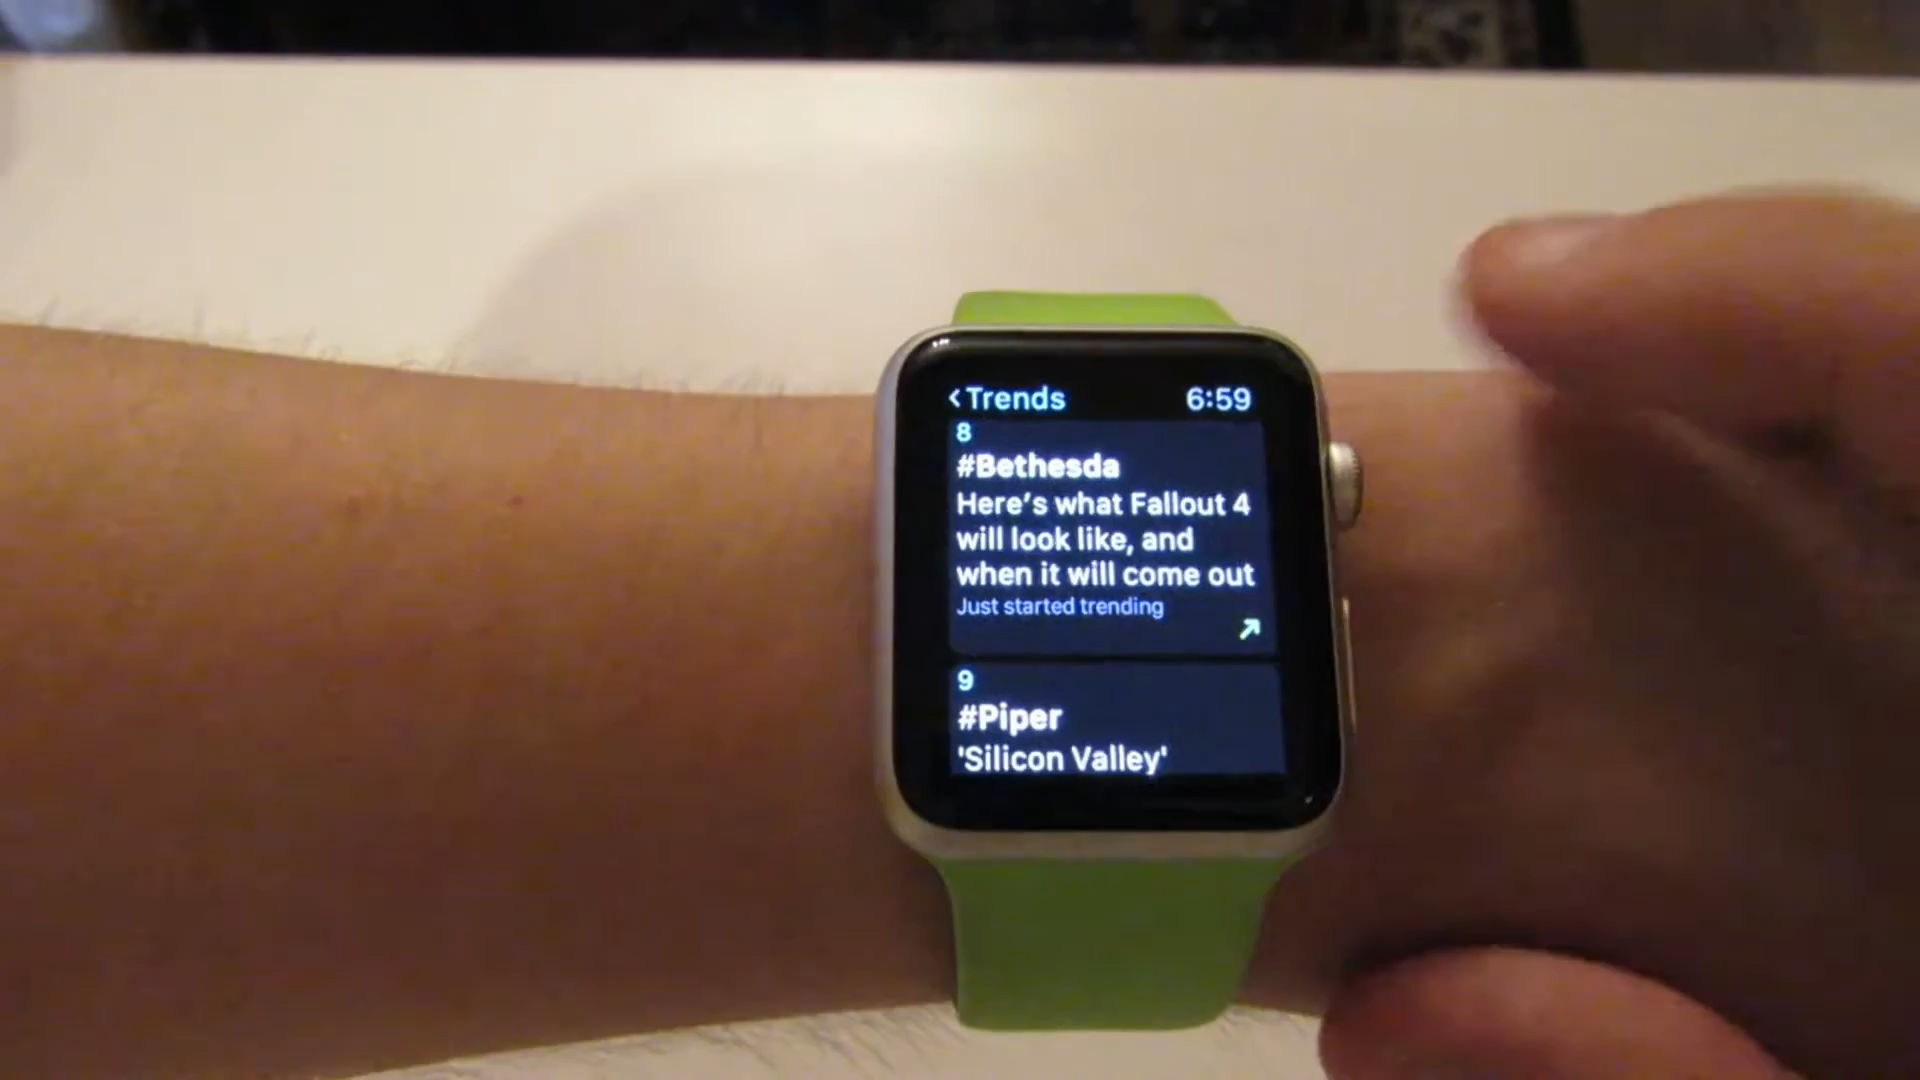 <Trends 6:59
8
#Bethesda
Here's what Fallout 4
will look like, and
when it will come out
Just started trending
9
#Piper
'Silicon Valley'